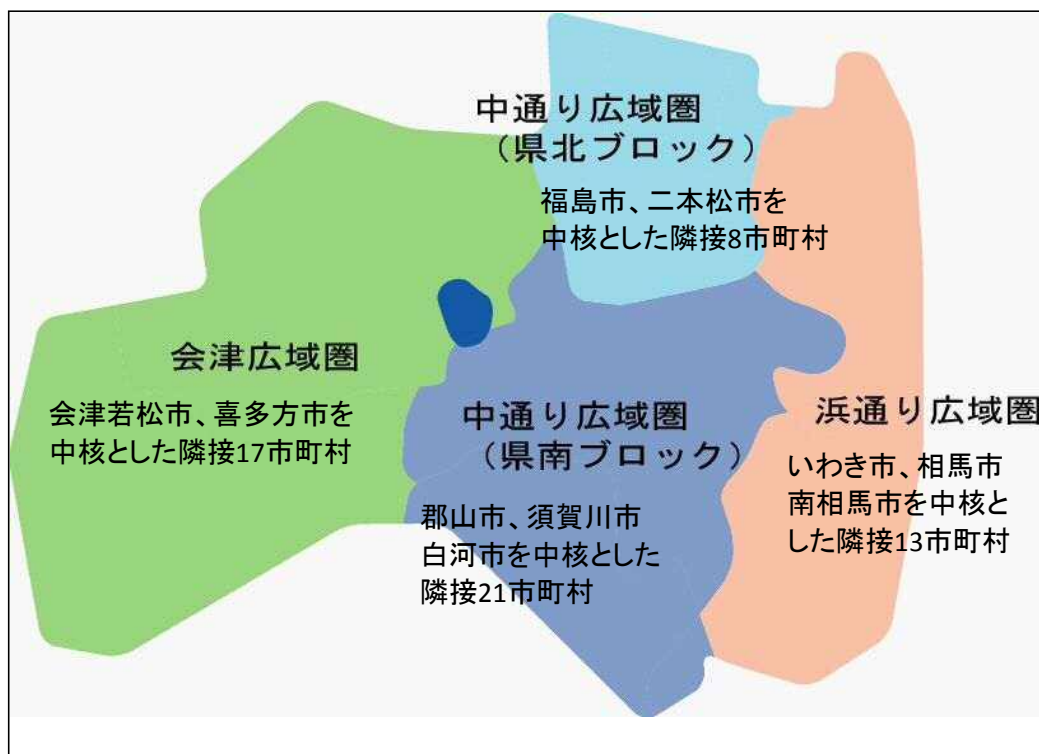 中通り広域圏
（県北ブロック）
福島市、二本松市を
中核とした隣接8市町村
会津広域圏
会津若松市、喜多方市を
中核とした隣接17市町村
中通り広域圏
（県南ブロック）
郡山市、須賀川市
白河市を中核とした
隣接21市町村
浜通り広域圏
いわき市、相馬市
南相馬市を中核と
した隣接13市町村